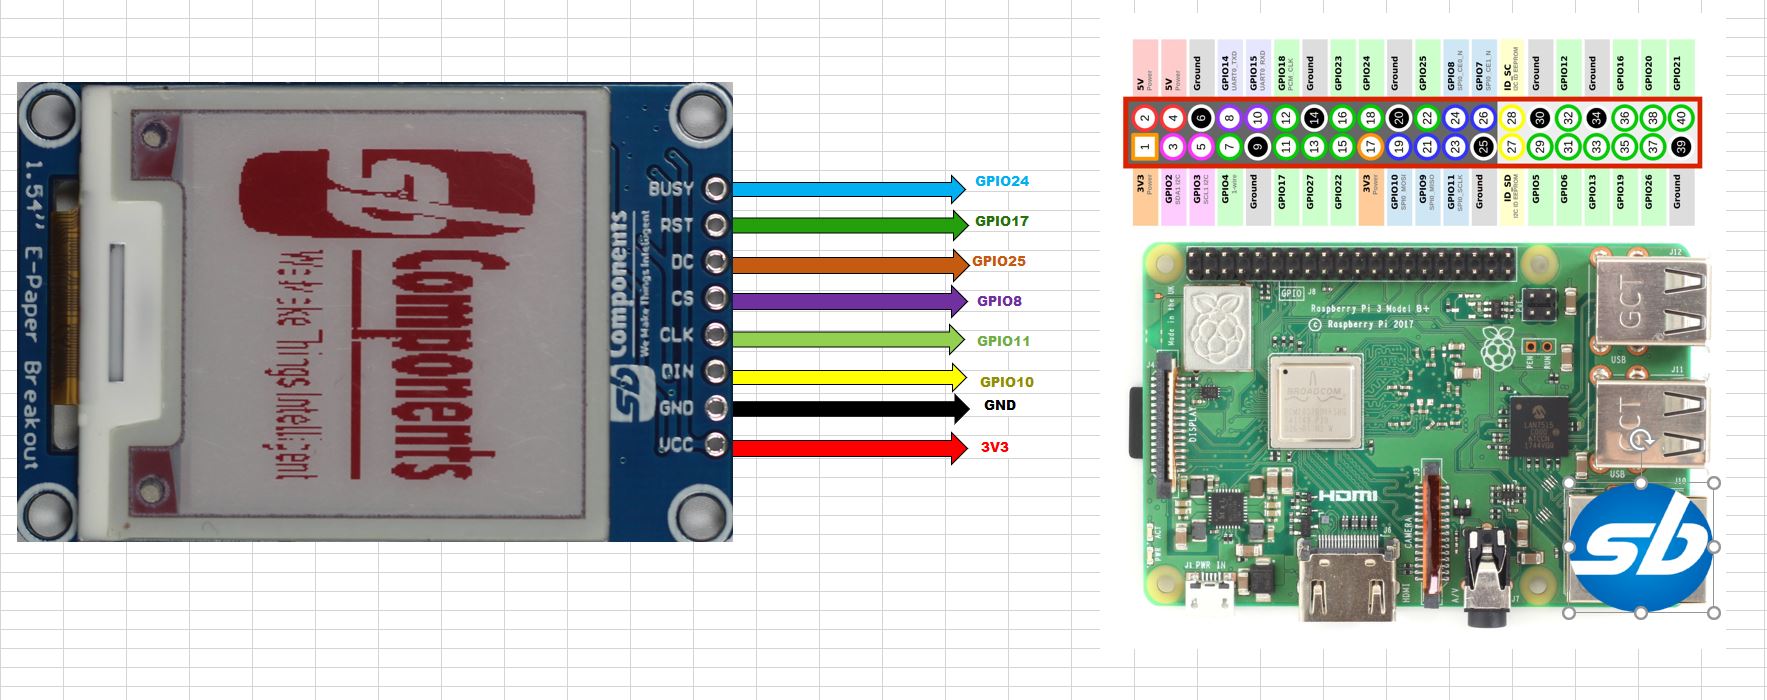 1.54” E-Paper Breakout
Components
We Make Things Intelligent
SB Components
We Make Things Intelligent
BUSY
RST
DC
CS
CLK
DIN
GND
VCC
GPIO24
GPIO17
GPIO25
GPIO8
GPIO11
GPIO10
GND
3V3
5V Power
5V Power
Ground
GPIO14 UART0_TXD
GPIO15 UART0_RXD
GPIO18 PCM_CLK
Ground
GPIO23
GPIO24
Ground
GPIO25
GPIO8 SPI0_CE0_N
GPIO7 SPI0_CE1_N
ID_SC I2C ID EEPROM
Ground
GPIO12
Ground
GPIO16
GPIO20
GPIO21
2 4 6 8 10 12 14 16 18 20 22 24 26 28 30 32 34 36 38 40
1 3 5 7 9 11 13 15 17 19 21 23 25 27 29 31 33 35 37 39
3V3 Power
GPIO2 SDA1 I2C
GPIO3 SCL1 I2C
GPIO4 1-wire
Ground
GPIO17
GPIO27
GPIO22
3V3 Power
GPIO10 SPI0_MOSI
GPIO9 SPI0_MISO
GPIO11 SPI0_SCLK
Ground
ID_SD I2C ID EEPROM
GPIO5
GPIO6
GPIO13
GPIO19
GPIO26
Ground
GPIO
J8
Raspberry Pi 3 Model B+
© Raspberry Pi 2017
Made in the UK
J4
DISPLAY
BROADCOM
PEN
RUN
PoE
J12
GCT
USB
J11
GCT
USB
LAN7515
J10
HDMI
J3
CAMERA
J6
HDMI
A/V
J7
ACT
PWR
J1 PWR IN
sb